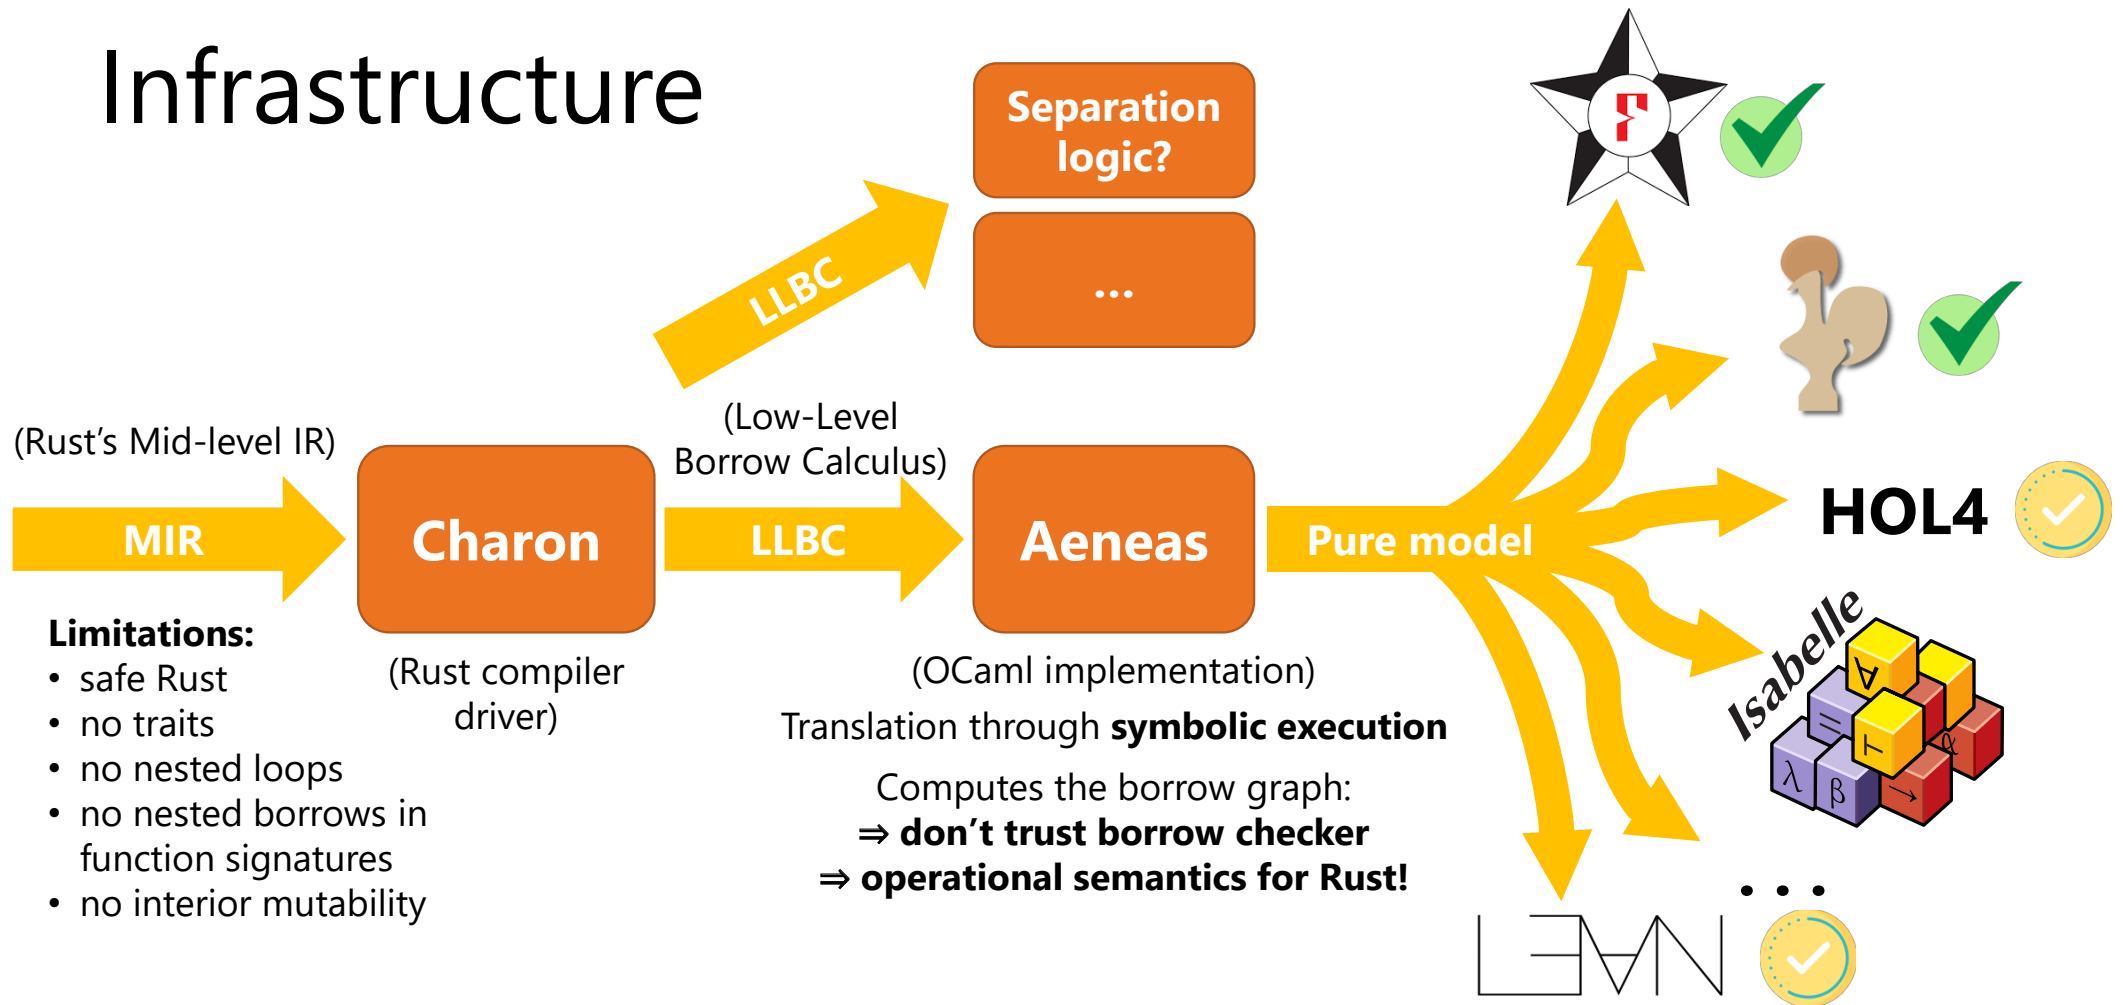 Infrastructure
Separation
logic?
...
LLBC
(Low-Level
Borrow Calculus)
(Rust's Mid-level IR)
MIR
Charon
LLBC
Aeneas
Pure model
Limitations:
• safe Rust
• no traits
• no nested loops
• no nested borrows in
function signatures
• no interior mutability
(Rust compiler
driver)
(OCaml implementation)
Translation through symbolic execution
Computes the borrow graph:
⇒ don't trust borrow checker
⇒ operational semantics for Rust!
F
HOL4
Isabelle
∀
=
⊢
α
λ
β
→
...
L∃∀N